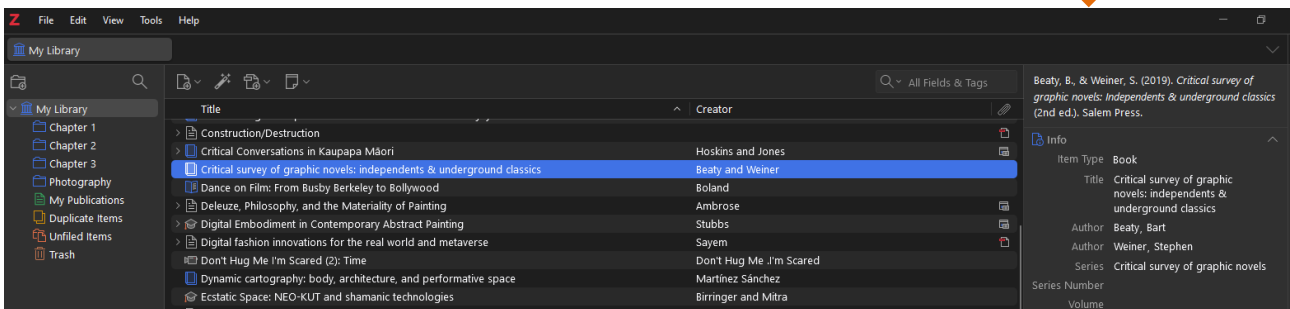 Z File Edit View Tools Help
My Library
All Fields & Tags
My Library
Chapter 1
Chapter 2
Chapter 3
Photography
My Publications
Duplicate Items
Unfiled Items
Trash
Title Creator
Construction/Destruction
Critical Conversations in Kaupapa Māori Hoskins and Jones
Critical survey of graphic novels: independents & underground classics Beaty and Weiner
Dance on Film: From Busby Berkeley to Bollywood Boland
Deleuze, Philosophy, and the Materiality of Painting Ambrose
Digital Embodiment in Contemporary Abstract Painting Stubbs
Digital fashion innovations for the real world and metaverse Sayem
Don't Hug Me I'm Scared (2): Time Don't Hug Me .I'm Scared
Dynamic cartography: body, architecture, and performative space Martínez Sánchez
Ecstatic Space: NEO-KUT and shamanic technologies Birringer and Mitra
Beaty, B., & Weiner, S. (2019). Critical survey of
graphic novels: Independents & underground classics
(2nd ed.). Salem Press.
Info
Item Type Book
Title Critical survey of graphic
novels: independents &
underground classics
Author Beaty, Bart
Author Weiner, Stephen
Series Critical survey of graphic novels
Series Number
Volume